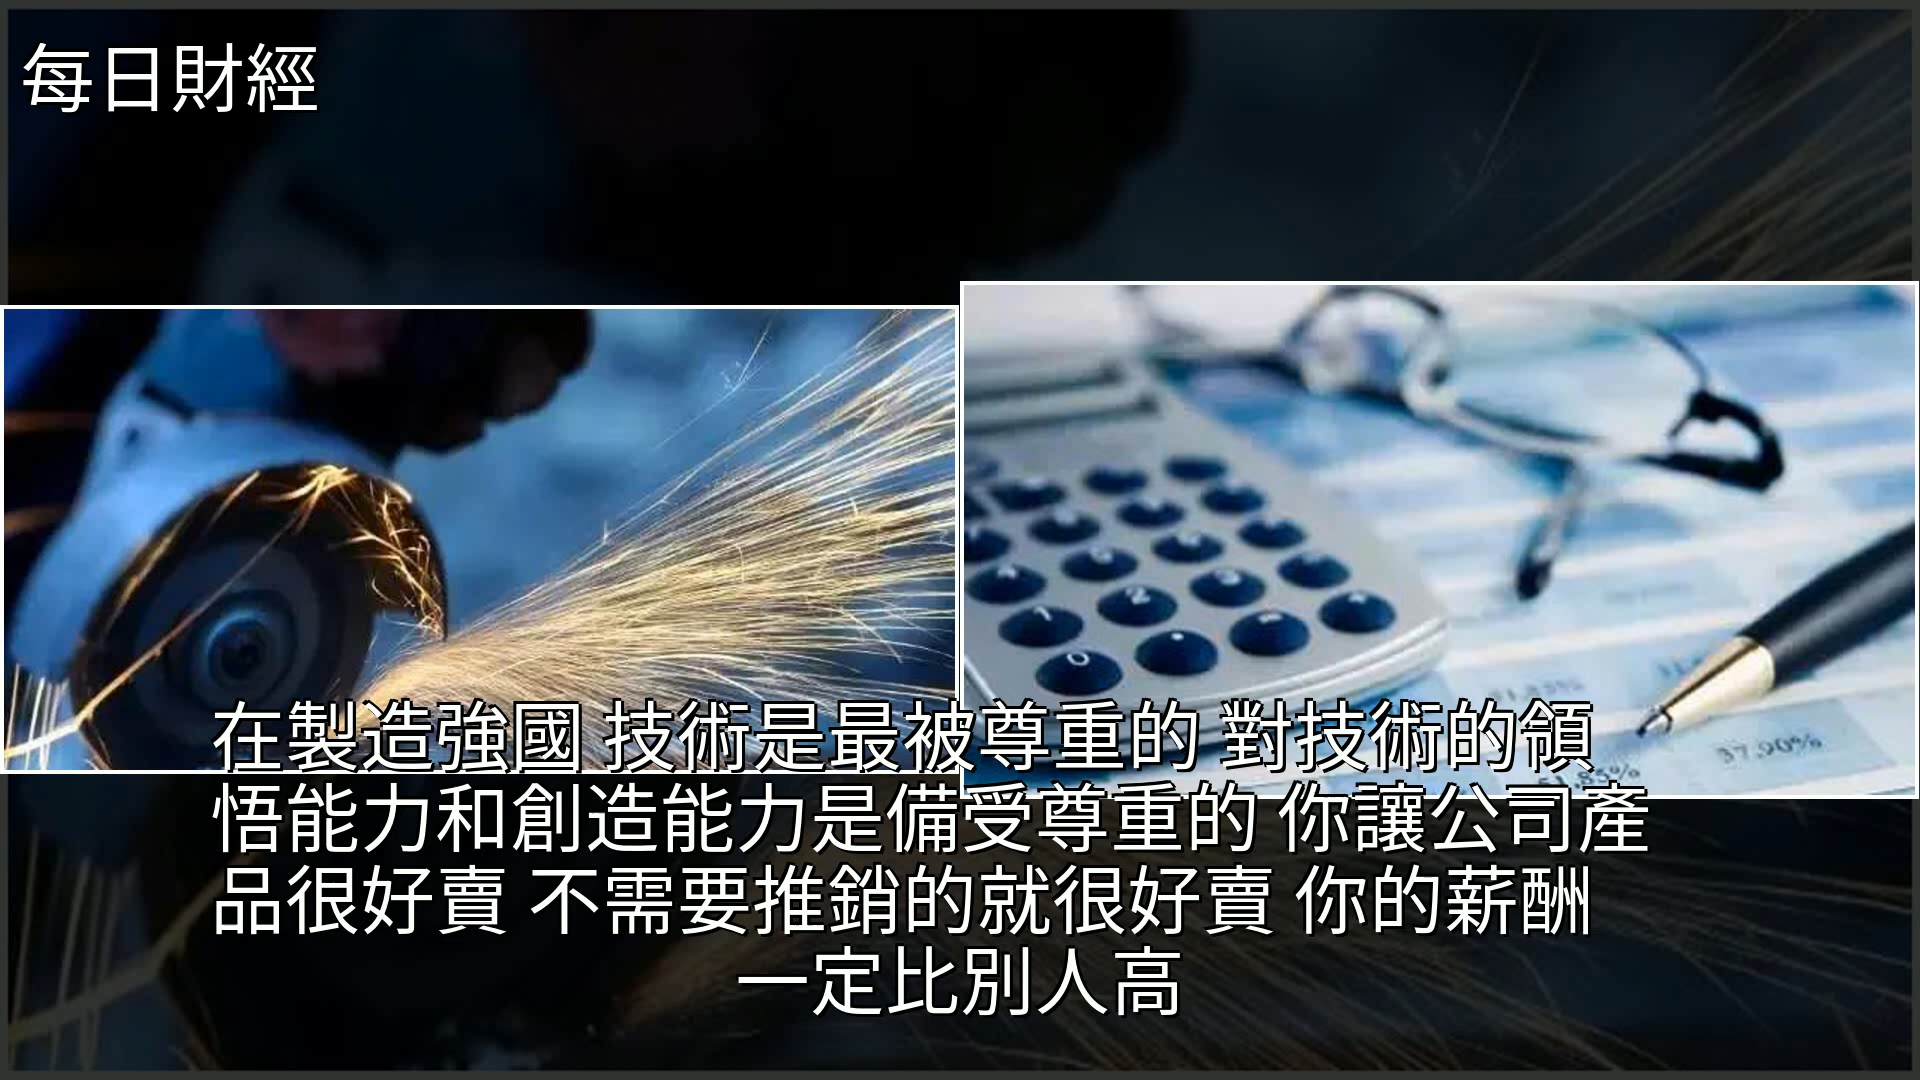 每日財經
在製造強國 技術是最被尊重的 對技術的領
悟能力和創造能力是備受尊重的 你讓公司產
品很好賣 不需要推銷的就很好賣 你的薪酬
一定比別人高
37.20%